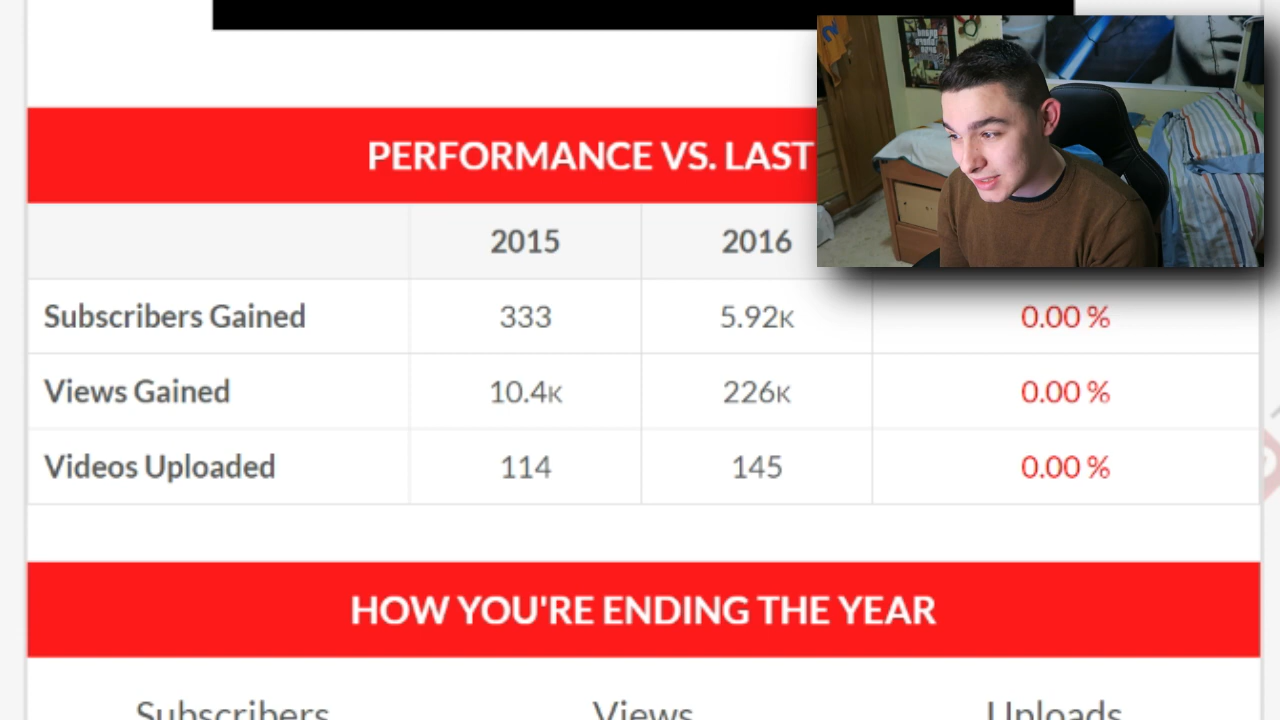 PERFORMANCE VS. LAST
2015 2016
Subscribers Gained 333 5.92K 0.00 %
Views Gained 10.4K 226K 0.00 %
Videos Uploaded 114 145 0.00 %
HOW YOU'RE ENDING THE YEAR
Subscribers Views Uploads